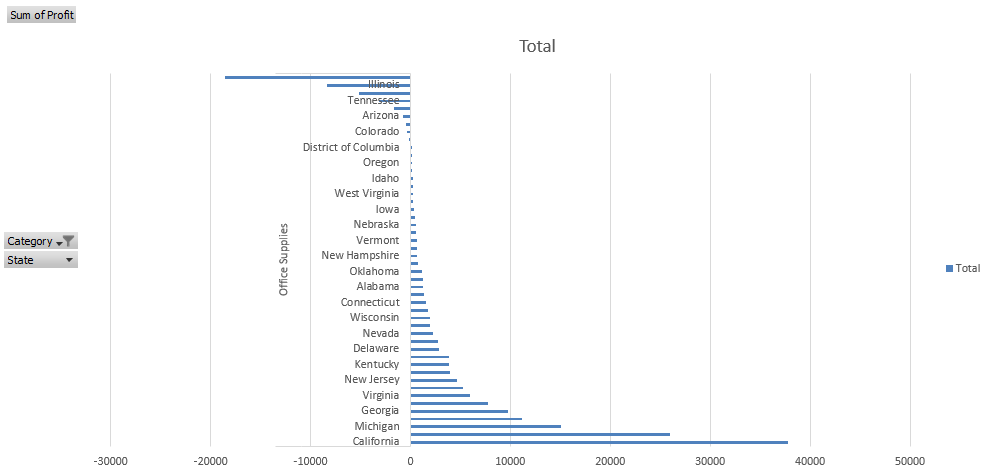 Sum of Profit
Total
Illinois
Tennessee
Arizona
Colorado
District of Columbia
Oregon
Idaho
West Virginia
Iowa
Nebraska
Vermont
New Hampshire
Oklahoma
Alabama
Connecticut
Wisconsin
Nevada
Delaware
Kentucky
New Jersey
Virginia
Georgia
Michigan
California
Office Supplies
Category
State
Total
-30000 -20000 -10000 0 10000 20000 30000 40000 50000